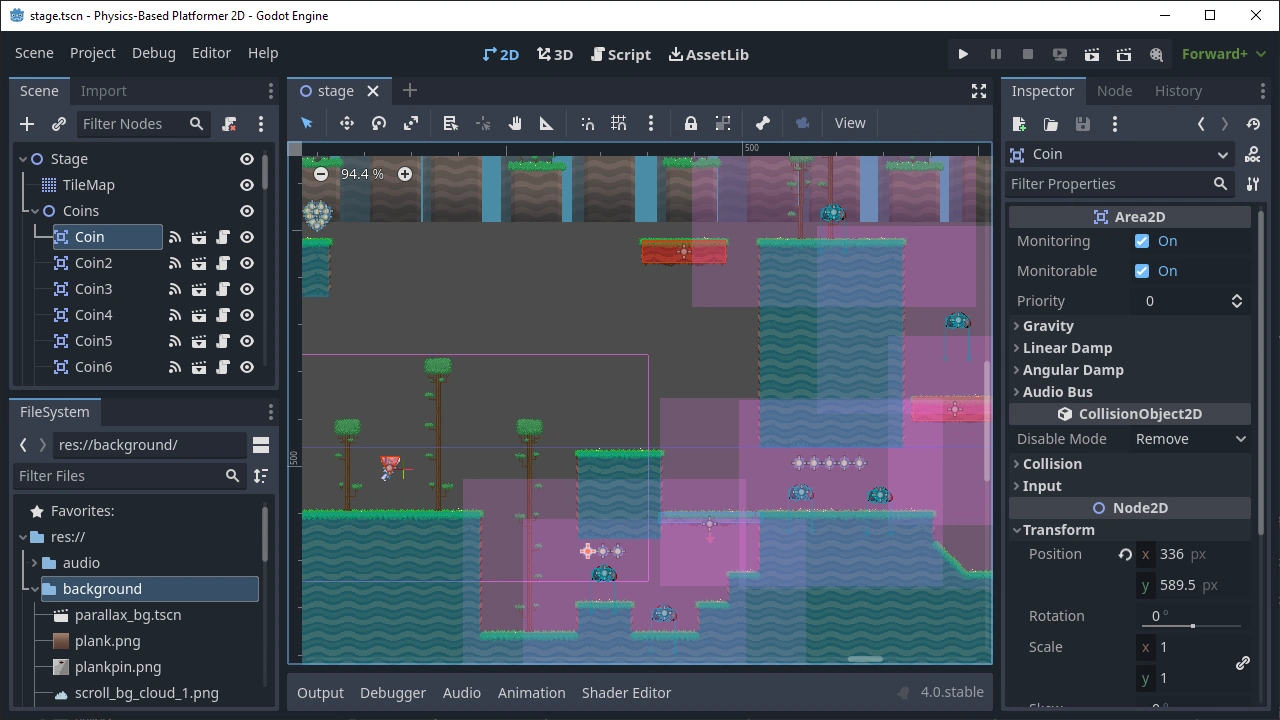 stage.tscn - Physics-Based Platformer 2D - Godot Engine
Scene Project Debug Editor Help
2D 3D Script AssetLib
Forward+
Scene Import
Filter Nodes
Stage
TileMap
Coins
Coin
Coin2
Coin3
Coin4
Coin5
Coin6
FileSystem
res://background/
Filter Files
Favorites:
res://
audio
background
parallax_bg.tscn
plank.png
plankpin.png
scroll_bg_cloud_1.png
stage
View
500
94.4 %
500
Output Debugger Audio Animation Shader Editor
4.0.stable
Inspector Node History
Coin
DOC
Filter Properties
Area2D
Monitoring On
Monitorable On
Priority 0
Gravity
Linear Damp
Angular Damp
Audio Bus
CollisionObject2D
Disable Mode Remove
Collision
Input
Node2D
Transform
Position x 336 px
y 589.5 px
Rotation 0 °
Scale x 1
y 1